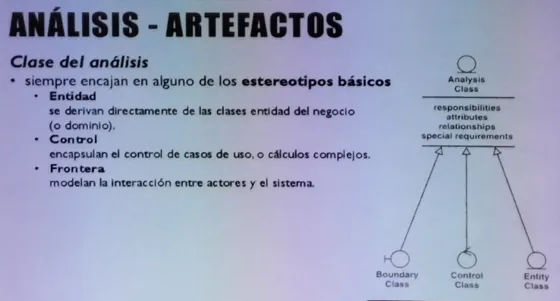 ANÁLISIS - ARTEFACTOS
Clase del análisis
• siempre encajan en alguno de los estereotipos básicos
• Entidad
se derivan directamente de las clases entidad del negocio
(o dominio).
• Control
encapsulan el control de casos de uso, o cálculos complejos.
• Frontera
modelan la interacción entre actores y el sistema.
Analysis
Class
responsibilities
attributes
relationships
special requirements
Boundary
Class
Control
Class
Entity
Class